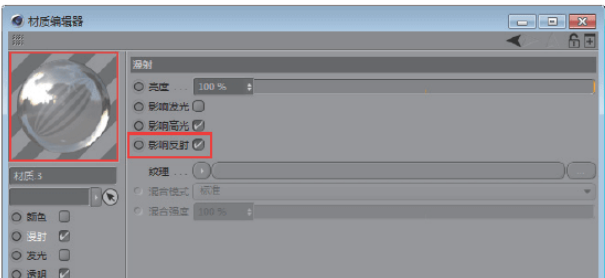 材质编辑器
漫射
亮度 . . . 100 %
影响发光
影响高光
影响反射
纹理 . . . ...
混合模式 标准
混合强度 100 %
材质.3
颜色
漫射
发光
透明